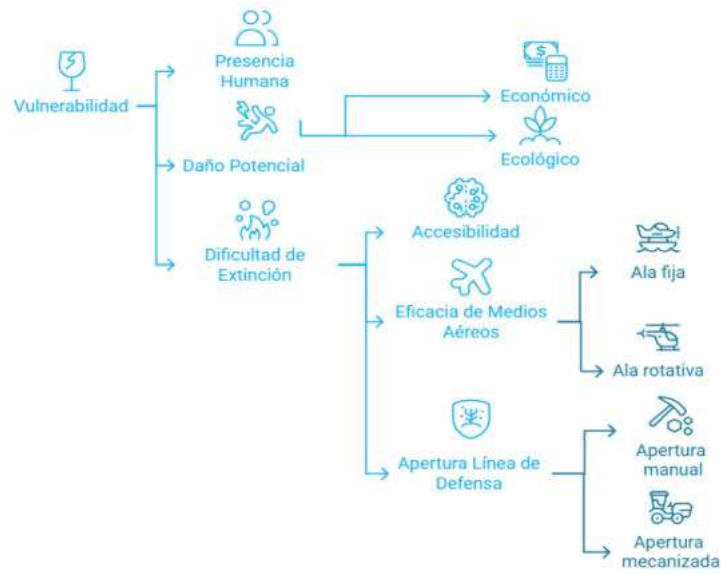 Vulnerabilidad
Presencia
Humana
Daño Potencial
Económico
Ecológico
Dificultad de
Extinción
Accesibilidad
Eficacia de Medios
Aéreos
Ala fija
Ala rotativa
Apertura Línea de
Defensa
Apertura
manual
Apertura
mecanizada